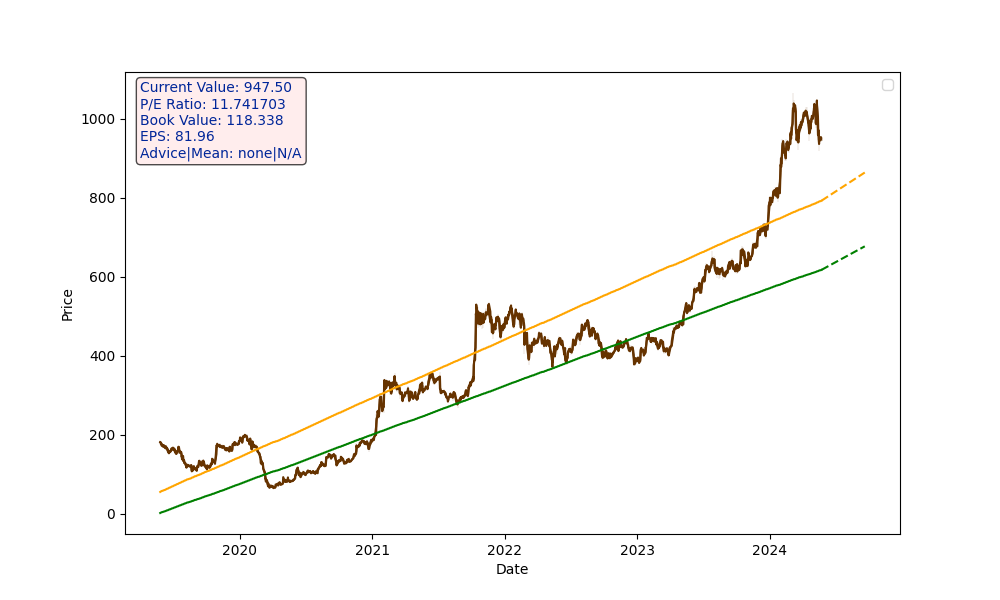 Current Value: 947.50
P/E Ratio: 11.741703
Book Value: 118.338
EPS: 81.96
Advice|Mean: none|N/A
1000
800
600
400
200
0
Price
2020
2021
2022
2023
2024
Date